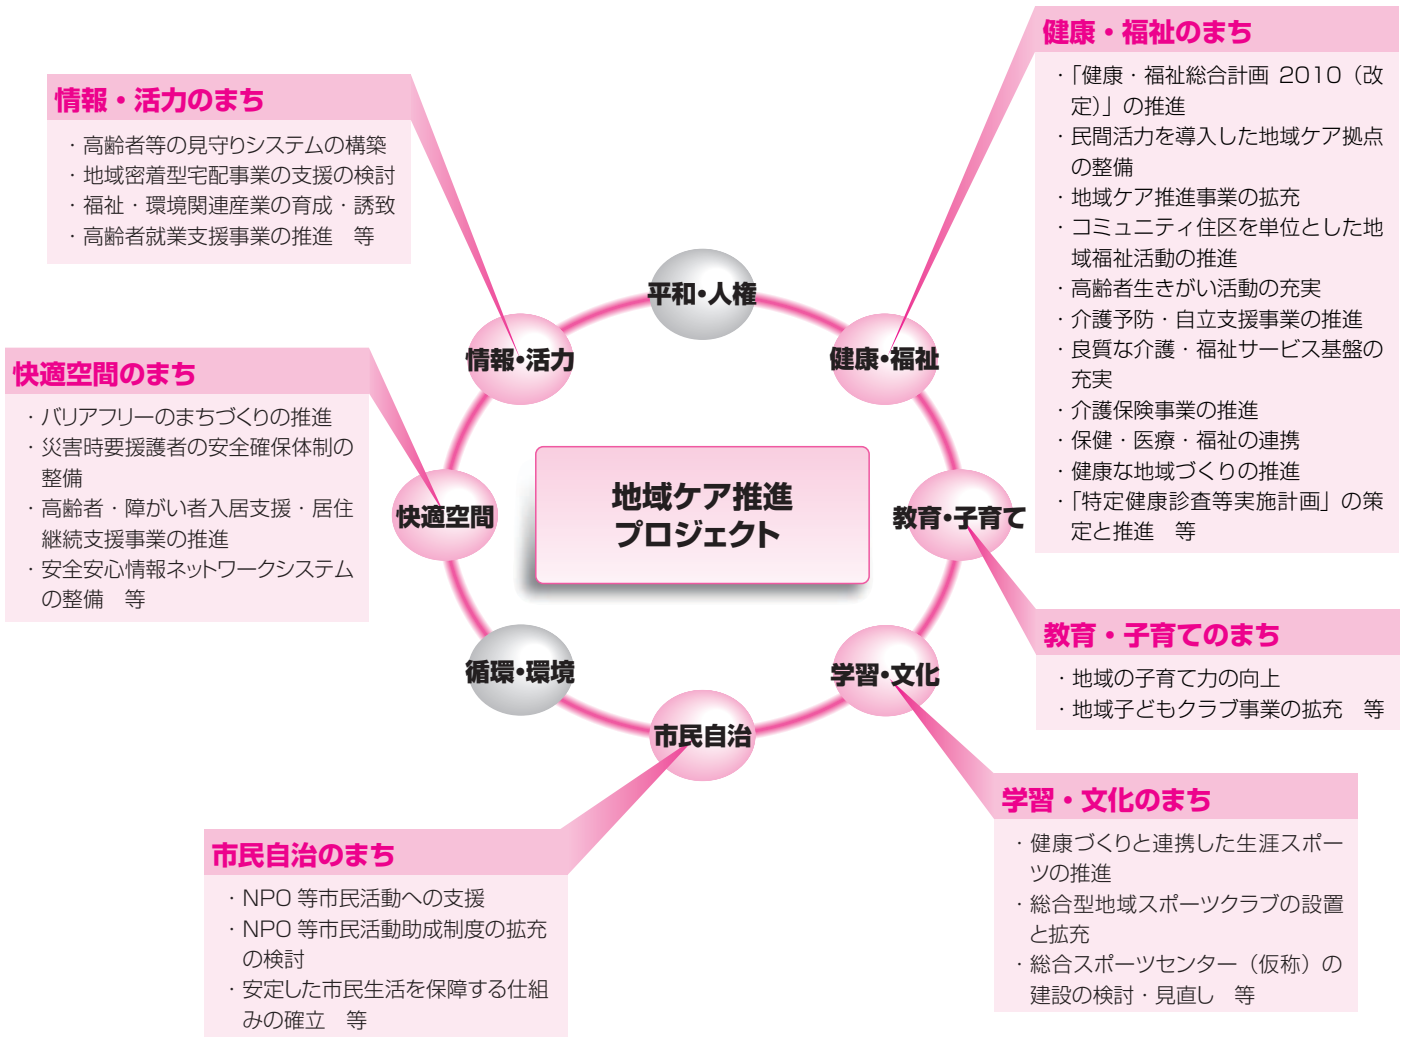 情報・活力のまち
・高齢者等の見守りシステムの構築
・地域密着型宅配事業の支援の検討
・福祉・環境関連産業の育成・誘致
・高齢者就業支援事業の推進　等
快適空間のまち
・バリアフリーのまちづくりの推進
・災害時要援護者の安全確保体制の
整備
・高齢者・障がい者入居支援・居住
継続支援事業の推進
・安全安心情報ネットワークシステム
の整備　等
市民自治のまち
・NPO 等市民活動への支援
・NPO 等市民活動助成制度の拡充
の検討
・安定した市民生活を保障する仕組
みの確立　等
平和・人権
情報・活力
健康・福祉
快適空間
地域ケア推進
プロジェクト
教育・子育て
循環・環境
学習・文化
市民自治
健康・福祉のまち
・「健康・福祉総合計画 2010（改
定）」の推進
・民間活力を導入した地域ケア拠点
の整備
・地域ケア推進事業の拡充
・コミュニティ住区を単位とした地
域福祉活動の推進
・高齢者生きがい活動の充実
・介護予防・自立支援事業の推進
・良質な介護・福祉サービス基盤の
充実
・介護保険事業の推進
・保健・医療・福祉の連携
・健康な地域づくりの推進
・「特定健康診査等実施計画」の策
定と推進　等
教育・子育てのまち
・地域の子育て力の向上
・地域子どもクラブ事業の拡充　等
学習・文化のまち
・健康づくりと連携した生涯スポー
ツの推進
・総合型地域スポーツクラブの設置
と拡充
・総合スポーツセンター（仮称）の
建設の検討・見直し　等